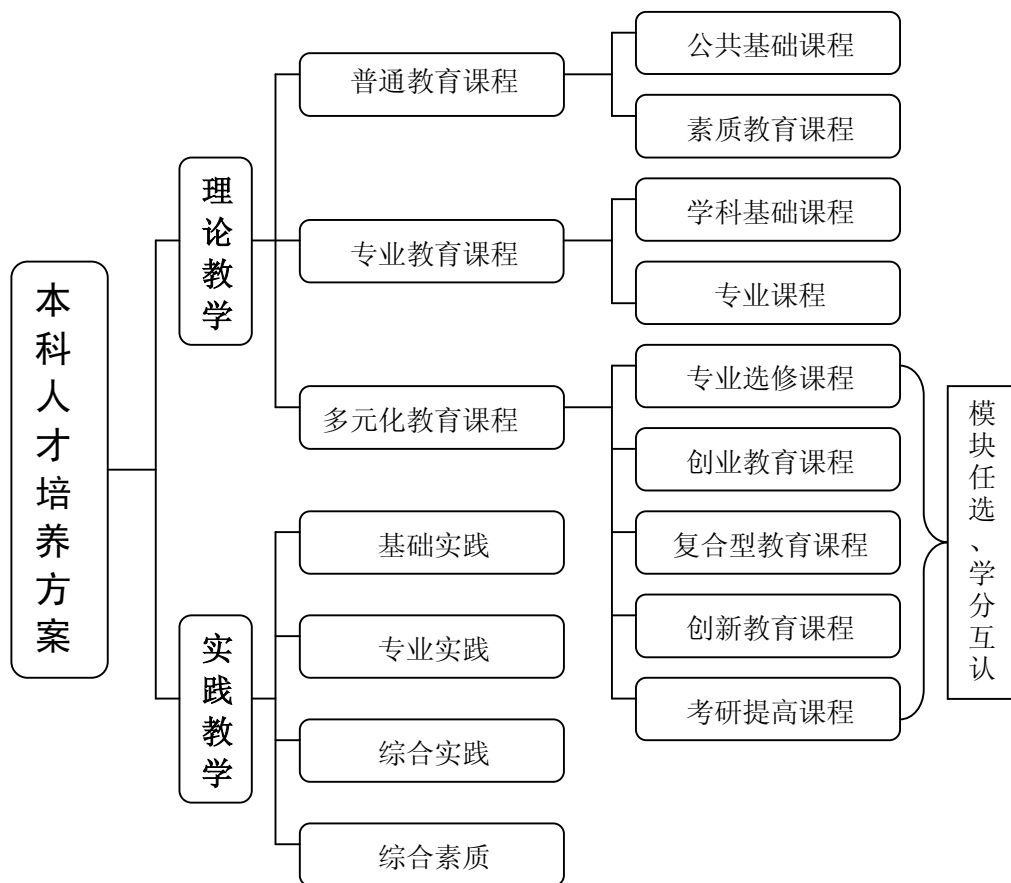 本科人才培养方案
理论教学
普通教育课程
公共基础课程
素质教育课程
专业教育课程
学科基础课程
专业课程
多元化教育课程
专业选修课程
创业教育课程
复合型教育课程
创新教育课程
考研提高课程
模块任选、学分互认
实践教学
基础实践
专业实践
综合实践
综合素质